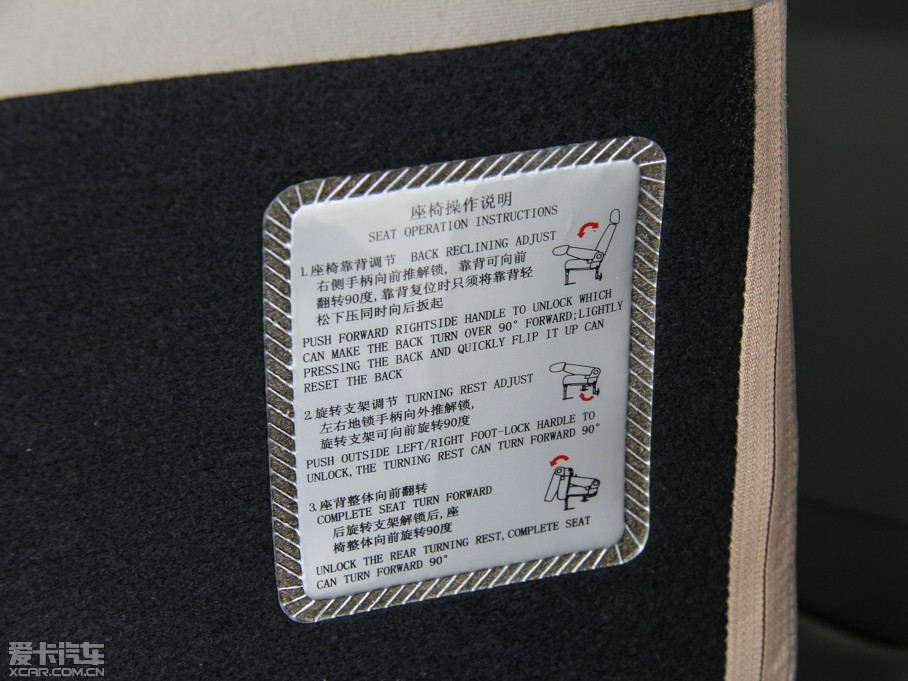 座椅操作说明
SEAT OPERATION INSTRUCTIONS
1.座椅靠背调节 BACK RECLINING ADJUST
右侧手柄向前推解锁, 靠背可向前
翻转90度,靠背复位时只须将靠背轻
松下压同时向后扳起
PUSH FORWARD RIGHTSIDE HANDLE TO UNLOCK WHICH
CAN MAKE THE BACK TURN OVER 90° FORWARD;LIGHTLY
PRESSING THE BACK AND QUICKLY FLIP IT UP CAN
RESET THE BACK
2.旋转支架调节 TURNING REST ADJUST
左右地锁手柄向外推解锁,
旋转支架可向前旋转90度
PUSH OUTSIDE LEFT/RIGHT FOOT-LOCK HANDLE TO
UNLOCK,THE TURNING REST CAN TURN FORWARD 90°
3.座背整体向前翻转
COMPLETE SEAT TURN FORWARD
后旋转支架解锁后,座
椅整体向前旋转90度
UNLOCK THE REAR TURNING REST,COMPLETE SEAT
CAN TURN FORWARD 90°
爱卡汽车
XCAR.COM.CN